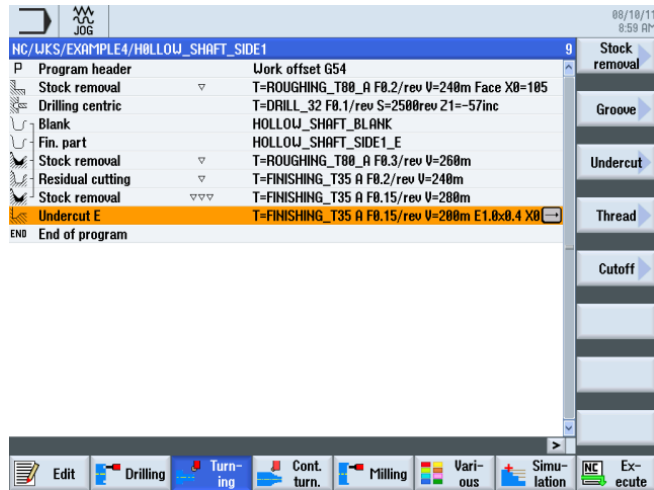 JOG
08/10/11
8:59 AM
NC/WKS/EXAMPLE4/HOLLOW_SHAFT_SIDE1 9
P Program header Work offset G54
Stock removal ▽ T=ROUGHING_T80_A F0.2/rev V=240m Face X0=105
Drilling centric T=DRILL_32 F0.1/rev S=2500rev Z1=-57inc
Blank HOLLOW_SHAFT_BLANK
Fin. part HOLLOW_SHAFT_SIDE1_E
Stock removal ▽ T=ROUGHING_T80_A F0.3/rev V=260m
Residual cutting ▽ T=FINISHING_T35 A F0.2/rev V=240m
Stock removal ▽▽▽ T=FINISHING_T35 A F0.15/rev V=280m
Undercut E T=FINISHING_T35 A F0.15/rev V=200m E1.0x0.4 X0
END End of program
Stock
removal
Groove
Undercut
Thread
Cutoff
>
Edit
Drilling
Turn-
ing
Cont.
turn.
Milling
Vari-
ous
Simu-
lation
NC
Ex-
ecute